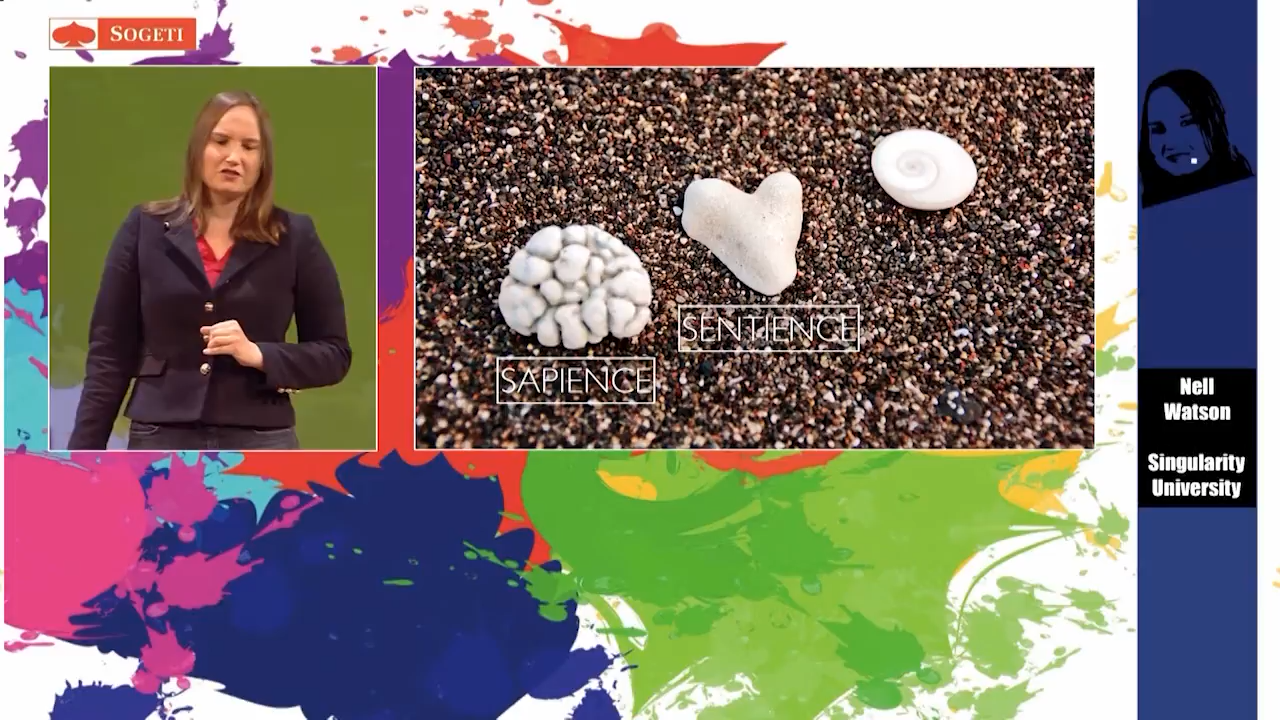 SOGETI
SAPIENCE
SENTIENCE
Nell
Watson
Singularity
University